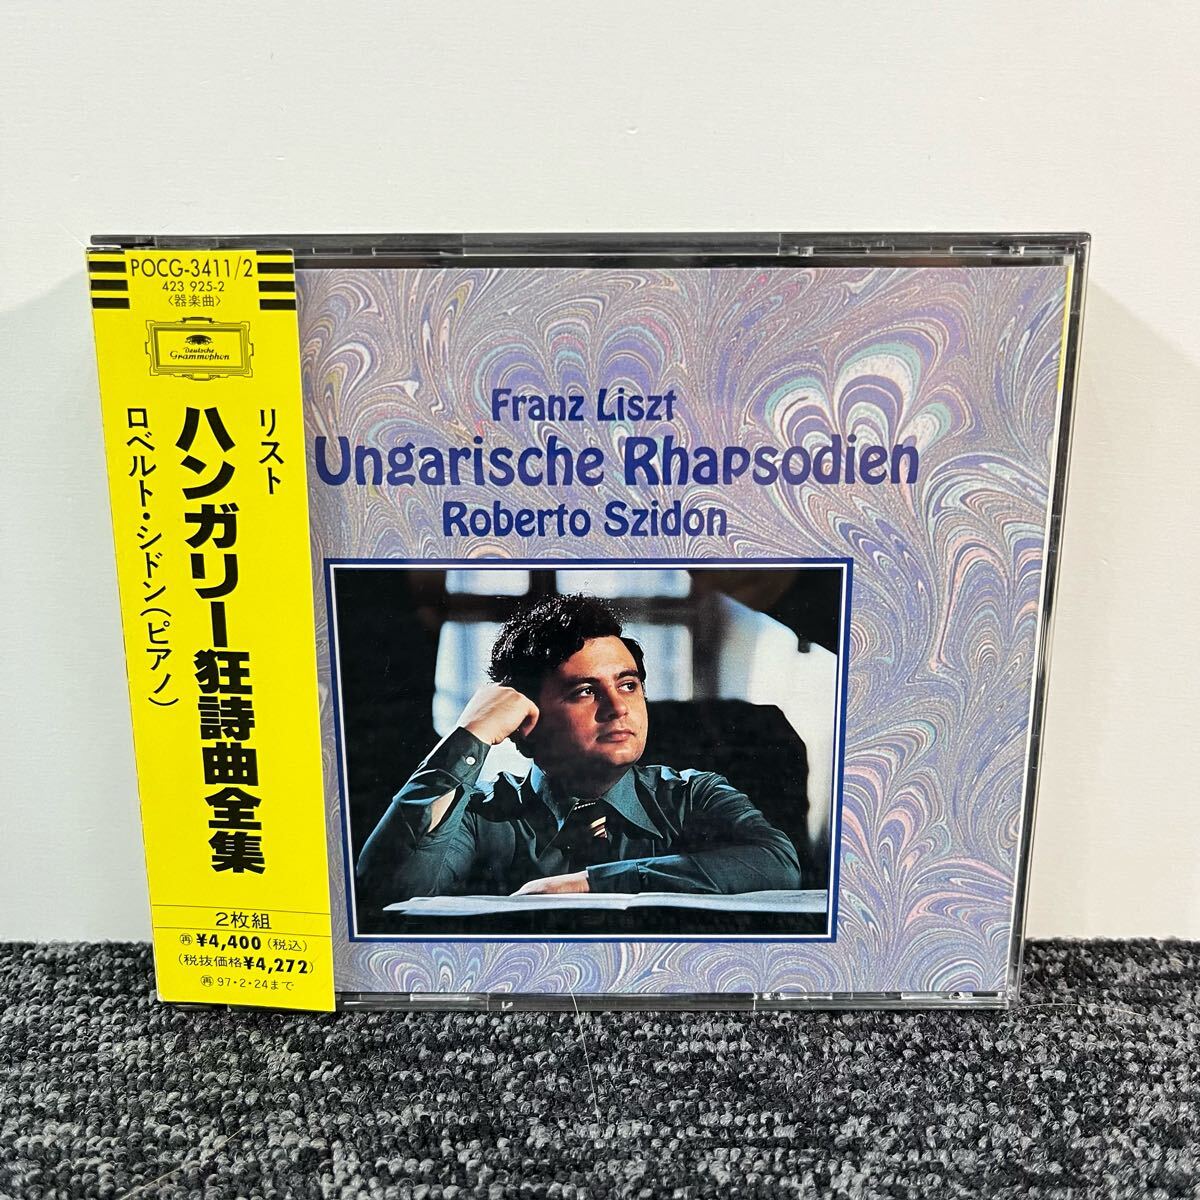 POCG-3411/2
423 925-2
〈器楽曲〉
Deutsche
Grammophon
リスト
ハンガリー狂詩曲全集
ロベルト・シドン(ピアノ)
2枚組
再¥4,400(税込)
(税抜価格¥4,272)
再97・2・24まで
Franz Liszt
Ungarische Rhapsodien
Roberto Szidon